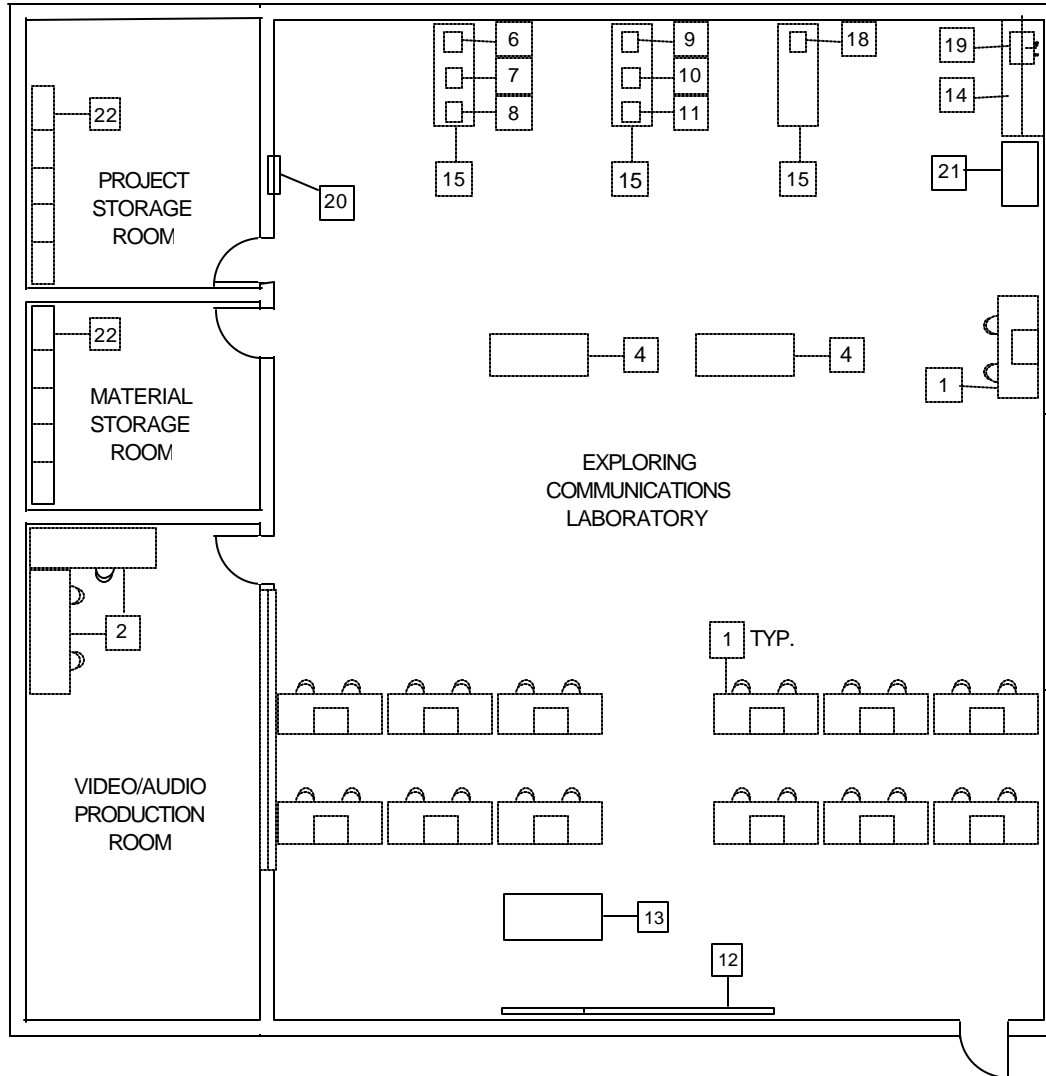 6
9
18
19
7
10
14
8
11
22
15
15
15
21
20
PROJECT
STORAGE
ROOM
22
4
4
1
MATERIAL
STORAGE
ROOM
EXPLORING
COMMUNICATIONS
LABORATORY
2
1 TYP.
VIDEO/AUDIO
PRODUCTION
ROOM
13
12